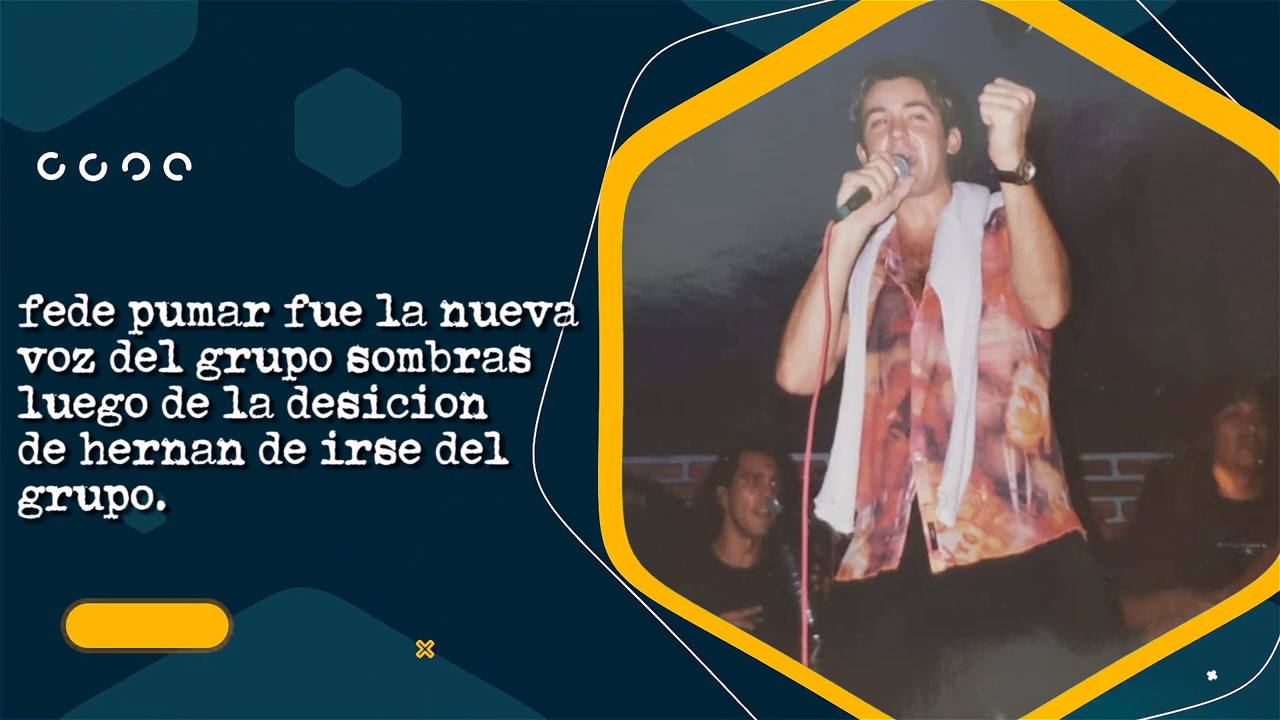 fede pumar fue la nueva
voz del grupo sombras
luego de la desicion
de hernan de irse del
grupo.